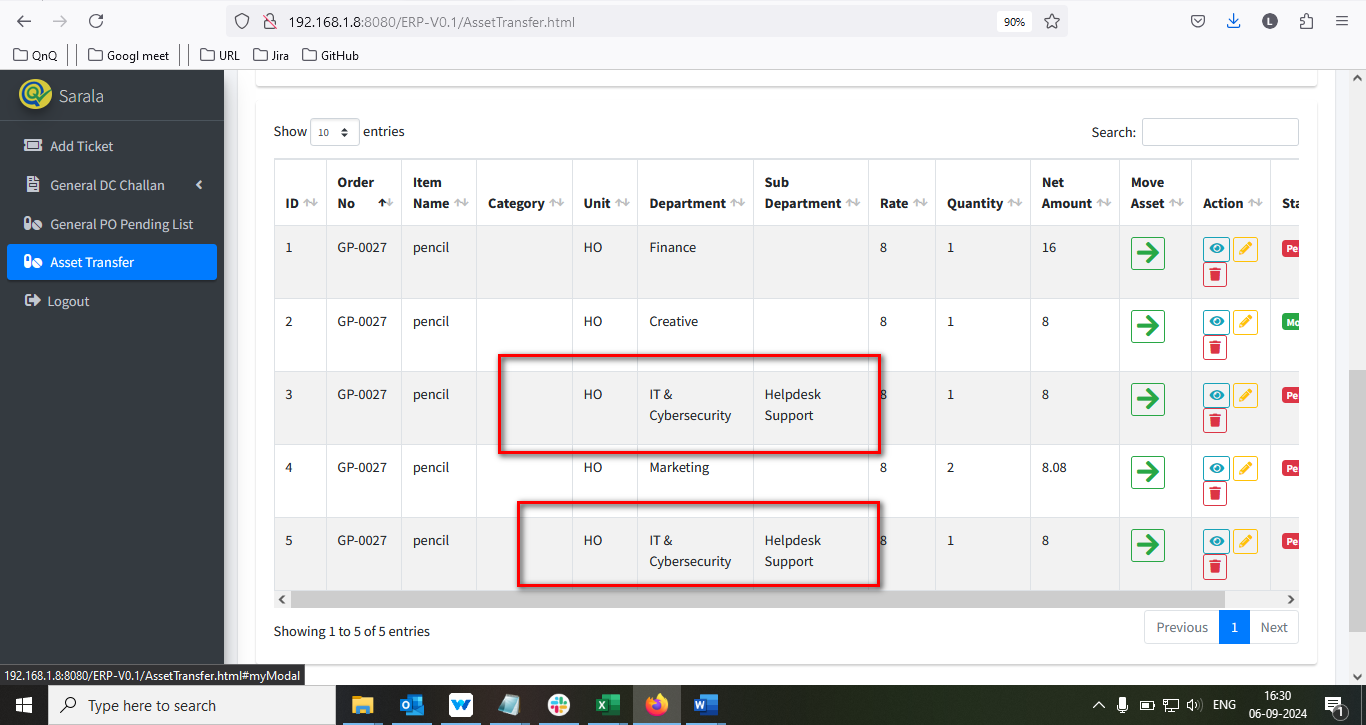 192.168.1.8:8080/ERP-V0.1/AssetTransfer.html
90%
L
QnQ
Googl meet
URL
Jira
GitHub
Sarala
Add Ticket
General DC Challan
General PO Pending List
Asset Transfer
Logout
Show 10 entries
Search:
ID Order No Item Name Category Unit Department Sub Department Rate Quantity Net Amount Move Asset Action Sta
1 GP-0027 pencil HO Finance 8 1 16 Pe
2 GP-0027 pencil HO Creative 8 1 8 Mo
3 GP-0027 pencil HO IT & Cybersecurity Helpdesk Support 8 1 8 Pe
4 GP-0027 pencil HO Marketing 8 2 8.08 Pe
5 GP-0027 pencil HO IT & Cybersecurity Helpdesk Support 8 1 8 Pe
Showing 1 to 5 of 5 entries
Previous 1 Next
192.168.1.8:8080/ERP-V0.1/AssetTransfer.html#myModal
Type here to search
ENG
16:30
06-09-2024
1